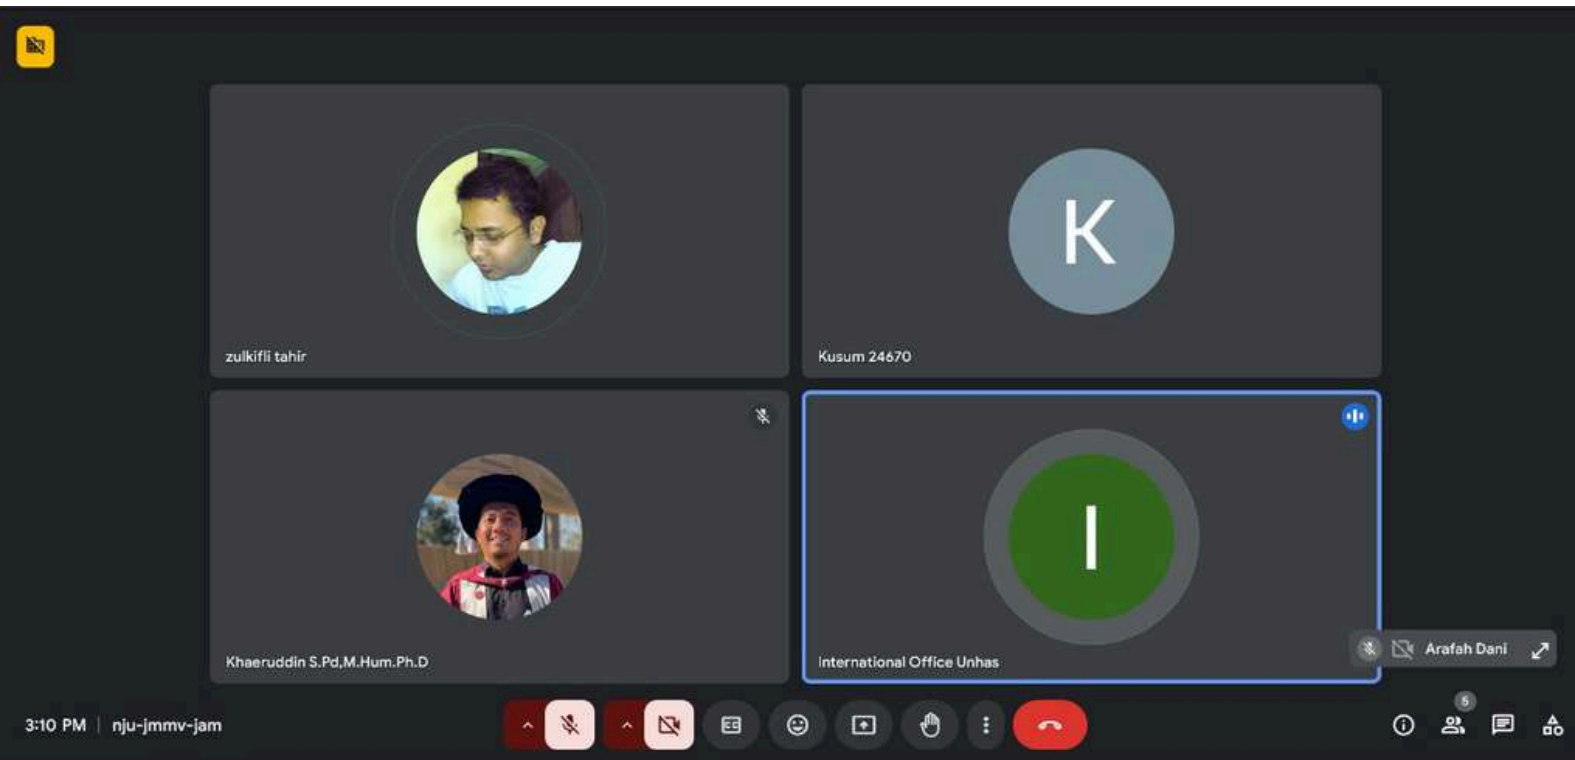 K
zulkifli tahir
Kusum 24670
I
Khaeruddin S.Pd,M.Hum.Ph.D
International Office Unhas
Arafah Dani
3:10 PM | nju-jmmv-jam
CC
5